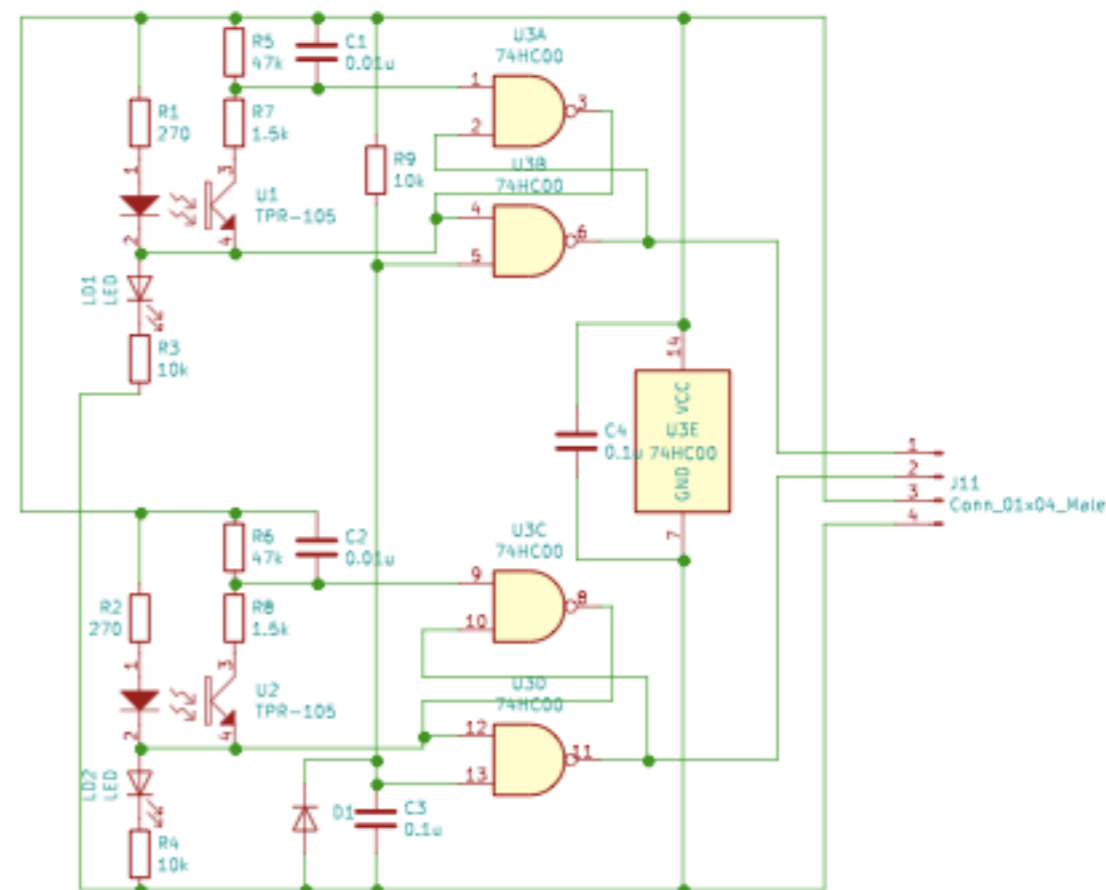 R5
47k
C1
0.01u
U3A
74HC00
1
2
3
R1
270
R7
1.5k
1
3
R9
10k
U3B
74HC00
U1
TPR-105
4
5
6
2
4
LD1
LED
R3
10k
14
VCC
U3E
74HC00
GND
7
C4
0.1u
1
2
3
4
J11
Conn_01x04_Male
R6
47k
C2
0.01u
U3C
74HC00
9
10
8
R2
270
R8
1.5k
1
3
U2
TPR-105
U3D
74HC00
2
4
12
13
11
LD2
LED
D1
C3
0.1u
R4
10k